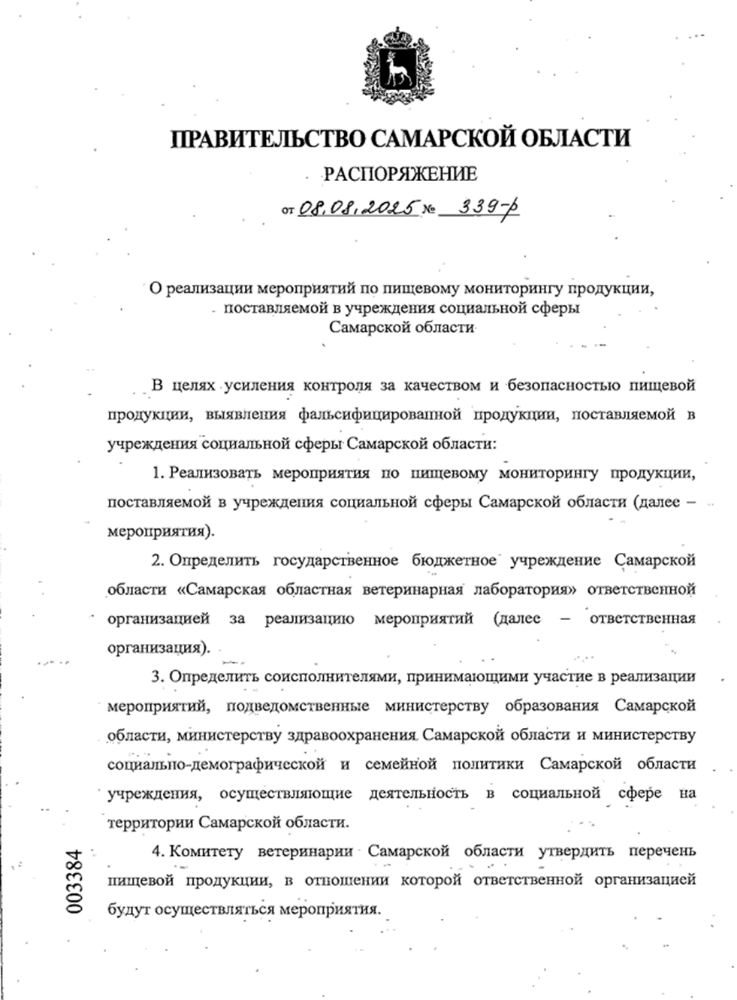 ПРАВИТЕЛЬСТВО САМАРСКОЙ ОБЛАСТИ
РАСПОРЯЖЕНИЕ
от 08.08.2025 № 339-р
О реализации мероприятий по пищевому мониторингу продукции,
поставляемой в учреждения социальной сферы
Самарской области
В целях усиления контроля за качеством и безопасностью пищевой
продукции, выявления фальсифицированной продукции, поставляемой в
учреждения социальной сферы Самарской области:
1. Реализовать мероприятия по пищевому мониторингу продукции,
поставляемой в учреждения социальной сферы Самарской области (далее –
мероприятия).
2. Определить государственное бюджетное учреждение Самарской
области «Самарская областная ветеринарная лаборатория» ответственной
организацией за реализацию мероприятий (далее – ответственная
организация).
3. Определить соисполнителями, принимающими участие в реализации
мероприятий, подведомственные министерству образования Самарской
области, министерству здравоохранения Самарской области и министерству
социально-демографической и семейной политики Самарской области
учреждения, осуществляющие деятельность в социальной сфере на
территории Самарской области.
4. Комитету ветеринарии Самарской области утвердить перечень
пищевой продукции, в отношении которой ответственной организацией
будут осуществляться мероприятия.
003384